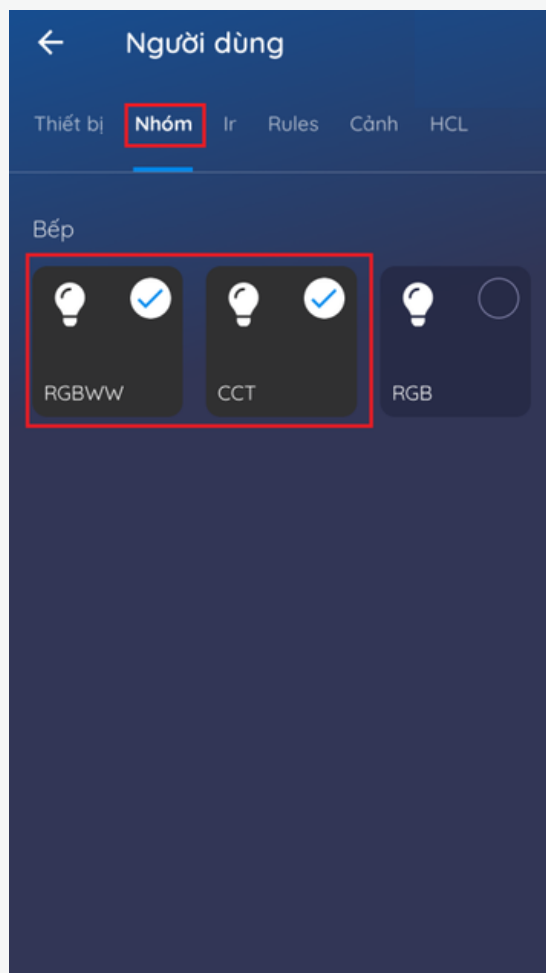 Người dùng
Thiết bị Nhóm Ir Rules Cảnh HCL
Bếp
RGBWW CCT RGB